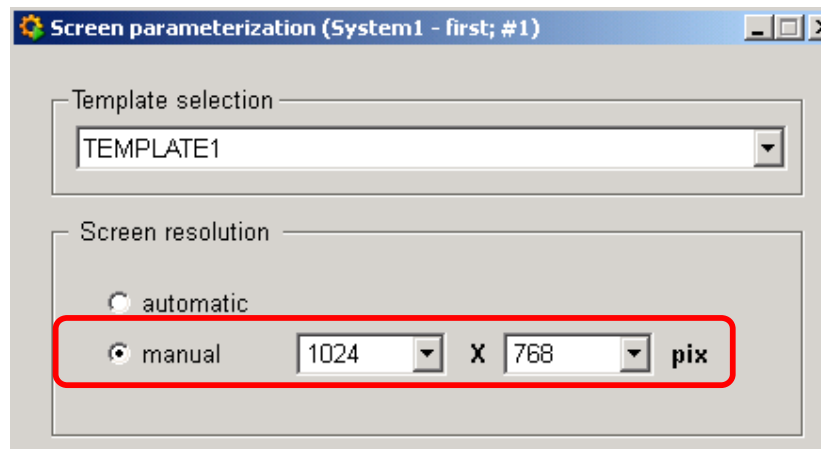 Screen parameterization (System1 - first; #1)
Template selection
TEMPLATE1
Screen resolution
automatic
manual 1024 X 768 pix